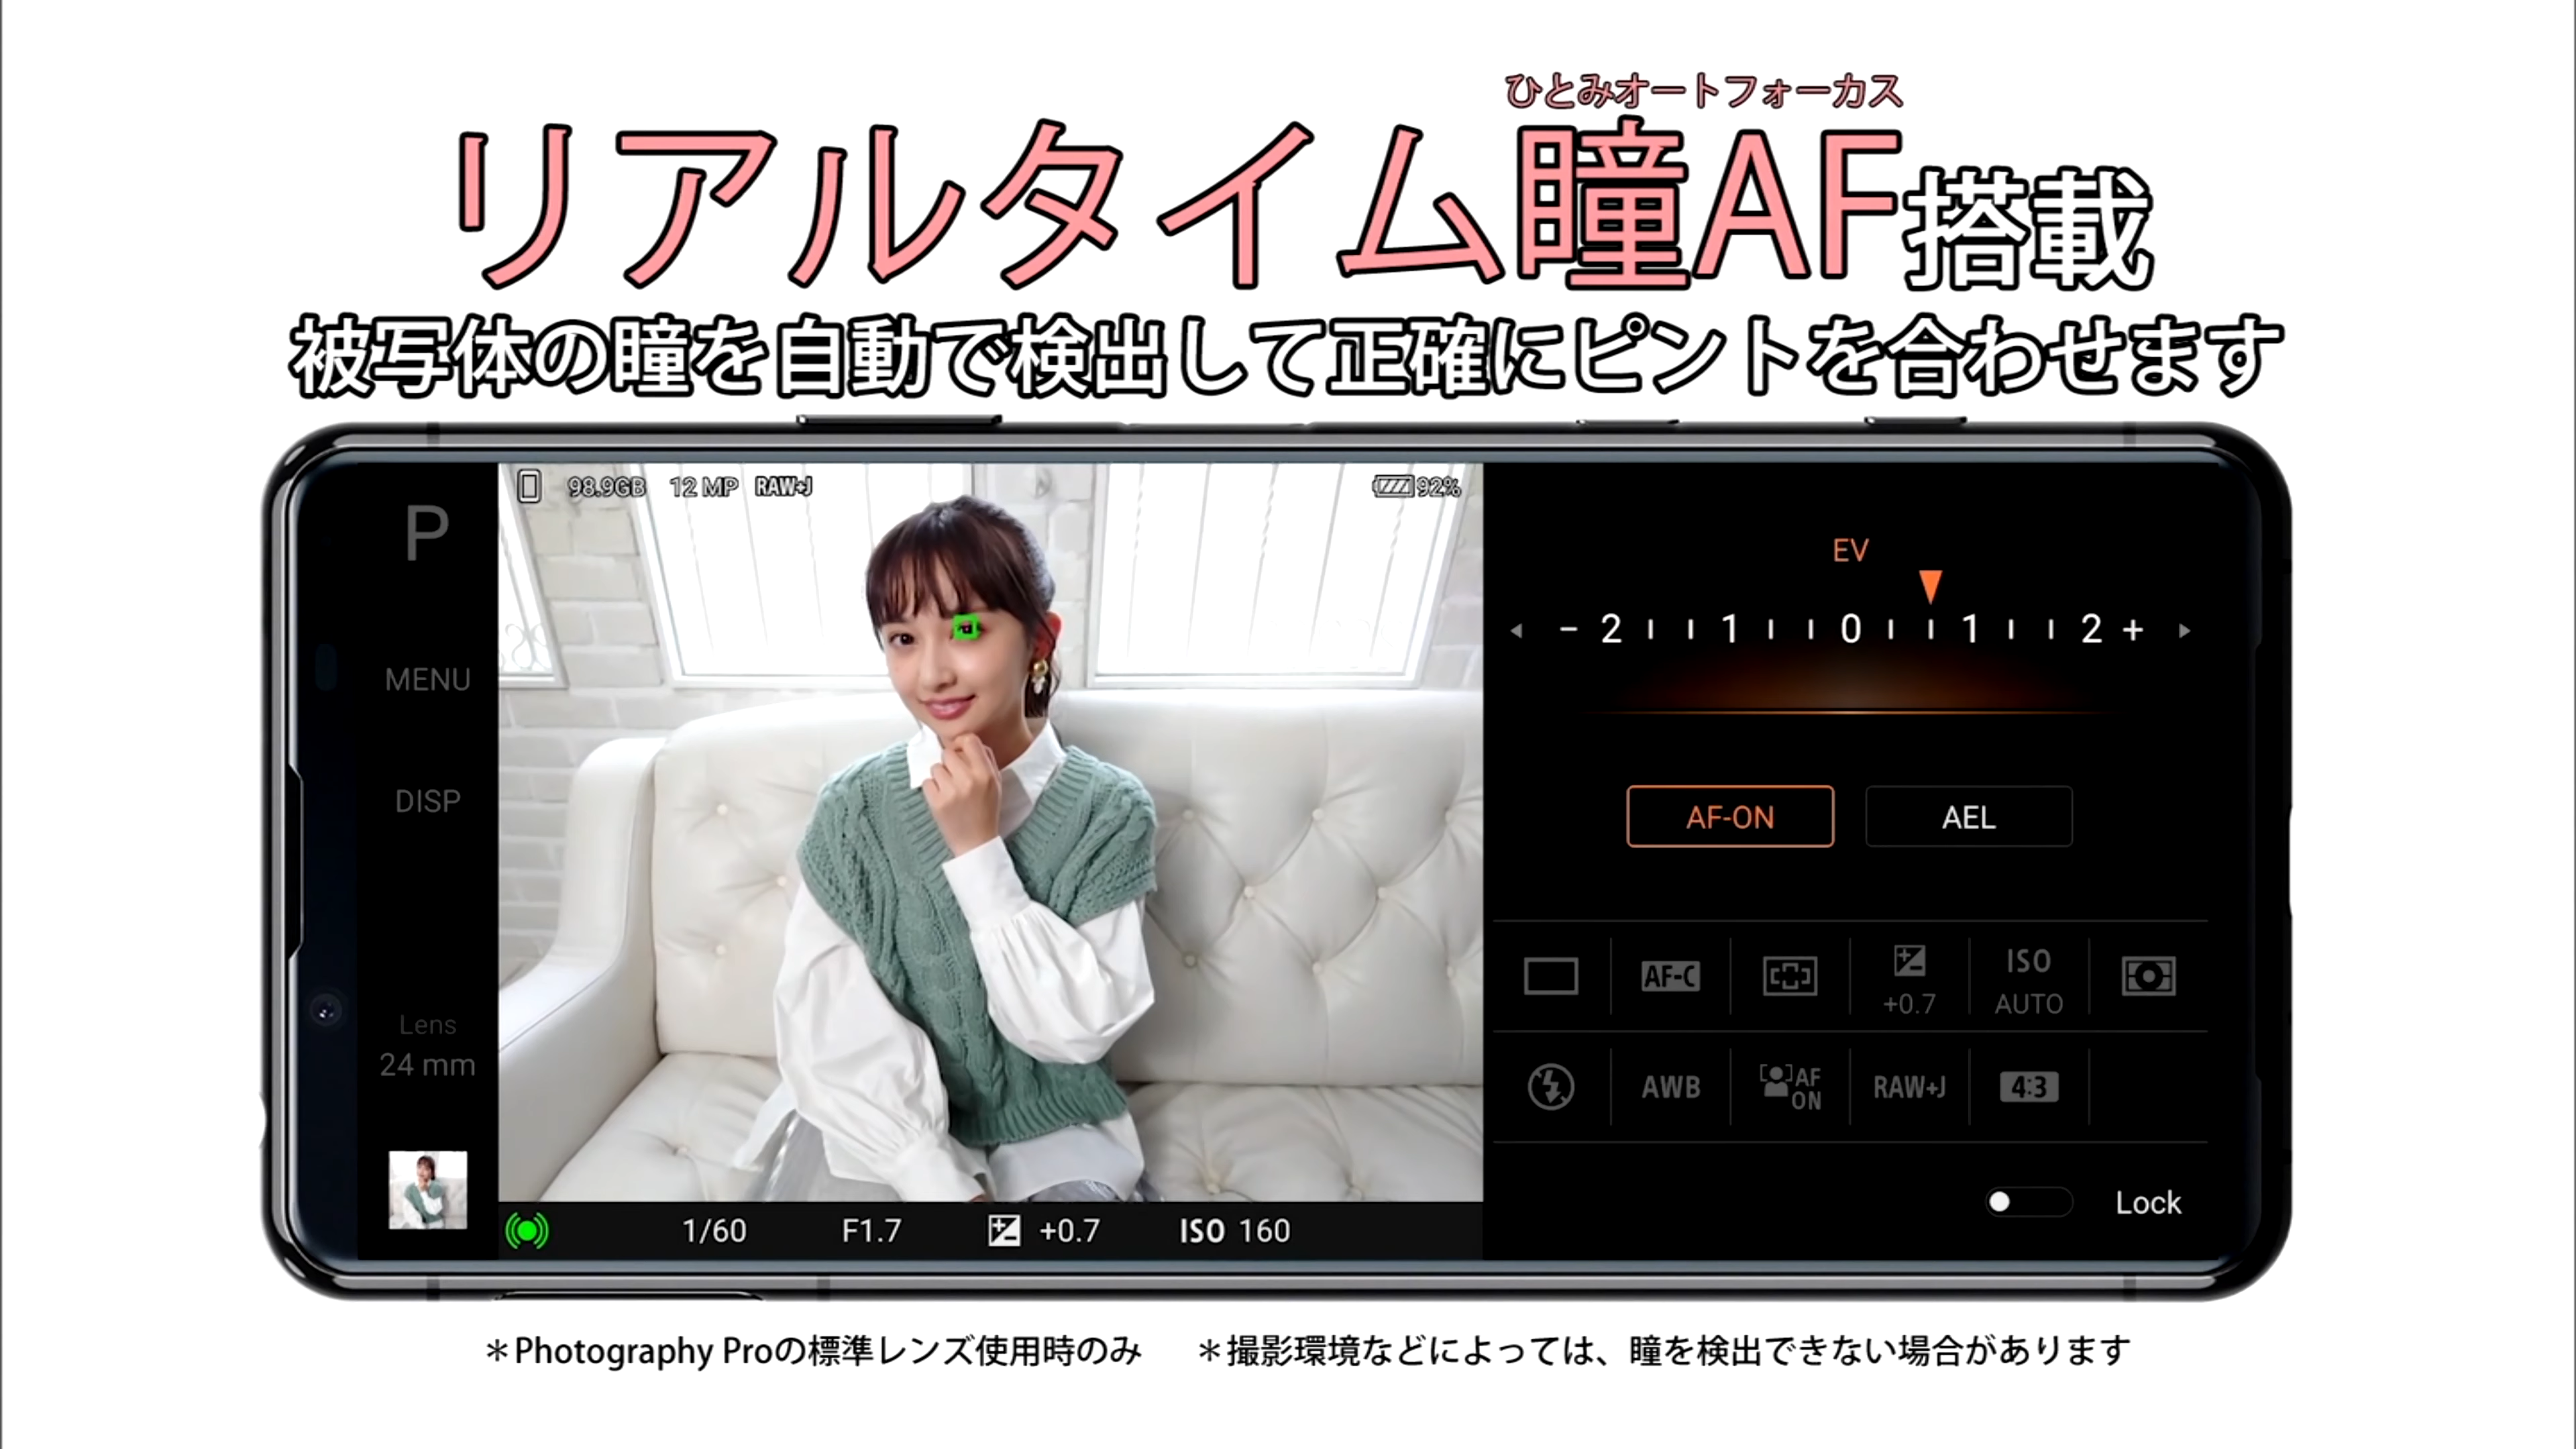 ひとみオートフォーカス
リアルタイム瞳AF搭載
被写体の瞳を自動で検出して正確にピントを合わせます
98.9GB 12 MP RAW+J 92%
P
MENU
DISP
Lens
24 mm
1/60 F1.7 +0.7 ISO 160
EV
− 2 1 0 1 2 +
AF-ON AEL
AF-C +0.7 ISO AUTO
AWB AF ON RAW+J 4:3
Lock
＊Photography Proの標準レンズ使用時のみ ＊撮影環境などによっては、瞳を検出できない場合があります